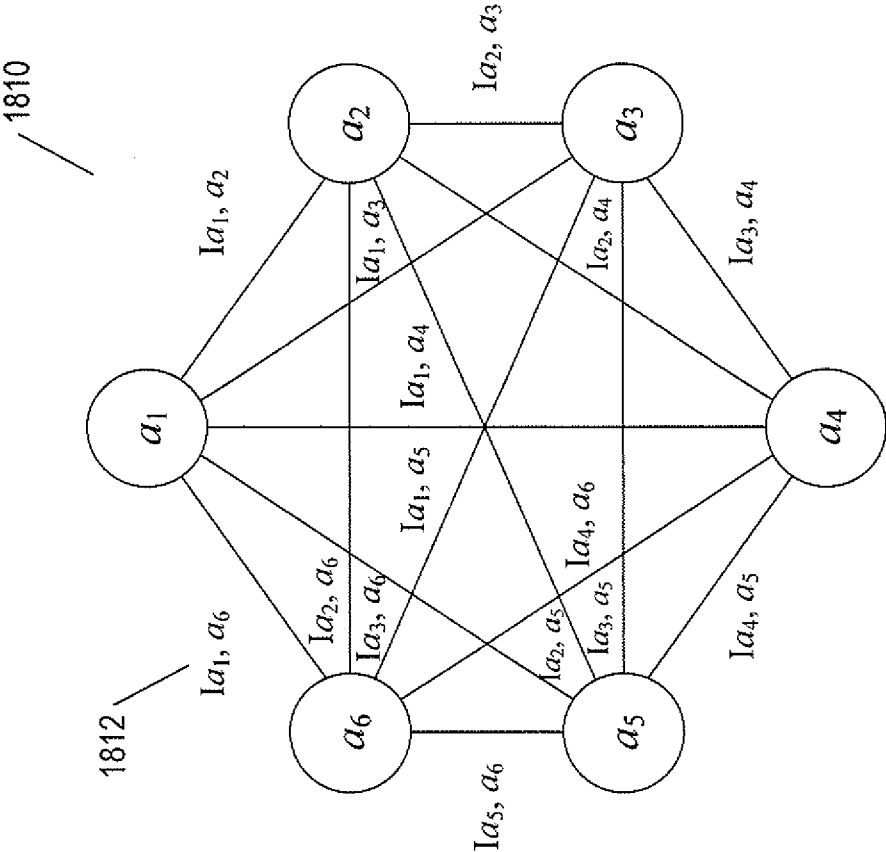 1810
1812
Ia₁, a₆
Ia₁, a₂
a₁
a₆
a₂
Ia₂, a₆
Ia₃, a₆
Ia₁, a₃
Ia₅, a₆
Ia₁, a₅
Ia₁, a₄
Ia₂, a₃
Ia₂, a₅
Ia₃, a₅
Ia₄, a₆
Ia₂, a₄
a₅
a₃
Ia₄, a₅
Ia₃, a₄
a₄